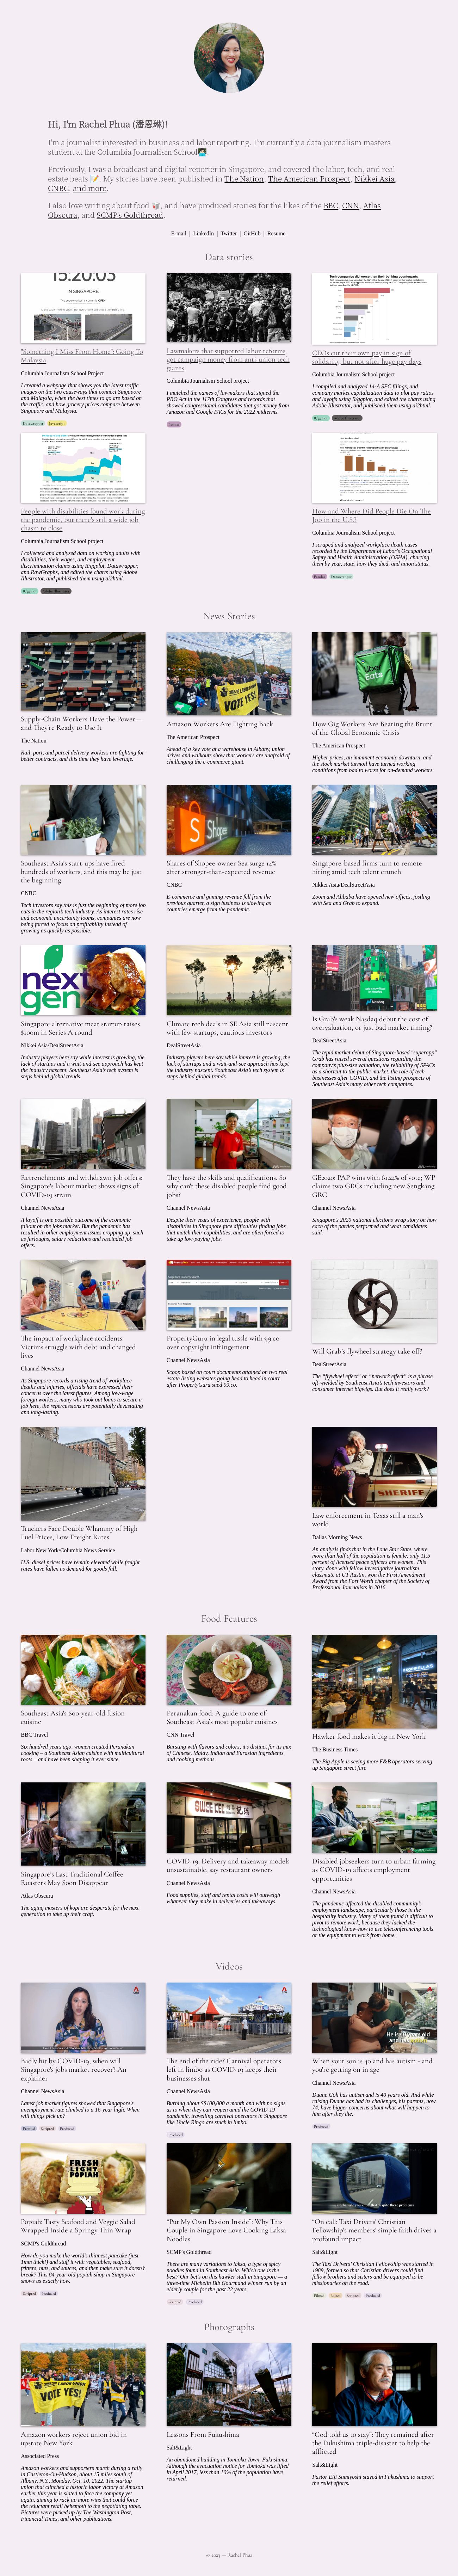 Hi, I'm Rachel Phua (潘恩琳)!
I'm a journalist interested in business and labor reporting. I'm currently a data journalism masters
student at the Columbia Journalism School👩🏻‍💻
Previously, I was a broadcast and digital reporter in Singapore, and covered the labor, tech, and real
estate beats 📝. My stories have been published in The Nation, The American Prospect, Nikkei Asia,
CNBC, and more.
I also love writing about food 🥡, and have produced stories for the likes of the BBC, CNN, Atlas
Obscura, and SCMP's Goldthread.
E-mail | LinkedIn | Twitter | GitHub | Resume
Data stories
15:20:03
IN SINGAPORE.
"Something I Miss From Home": Going To
Malaysia
Columbia Journalism School Project
I created a webpage that shows you the latest traffic
images on the two causeways that connect Singapore
and Malaysia, when the best times to go are based on
the traffic, and how grocery prices compare between
Singapore and Malaysia.
Datawrapper Javascript
Lawmakers that supported labor reforms
got campaign money from anti-union tech
giants
Columbia Journalism School project
I matched the names of lawmakers that signed the
PRO Act in the 117th Congress and records that
showed congressional candidates accepting money from
Amazon and Google PACs for the 2022 midterms.
Pandas
Tech companies did worse than their working counterparts
CEOs cut their own pay in sign of
solidarity, but not after huge pay days
Columbia Journalism School project
I compiled and analyzed 14-A SEC filings, and
company market capitalization data to plot pay ratios
and layoffs using R/ggplot, and edited the charts using
Adobe Illustrator, and published them using ai2html.
R/ggplot Adobe Illustrator
People with disabilities found work during
the pandemic, but there's still a wide job
chasm to close
Columbia Journalism School project
I collected and analyzed data on working adults with
disabilities, their wages, and employment
discrimination claims using R/ggplot, Datawrapper,
and RawGraphs, and edited the charts using Adobe
Illustrator, and published them using ai2html.
R/ggplot Adobe Illustrator
How and Where Did People Die On The
Job in the U.S.?
Columbia Journalism School project
I scraped and analyzed workplace death cases
recorded by the Department of Labor's Occupational
Safety and Health Administration (OSHA), charting
them by year, state, how they died, and union status.
Pandas Datawrapper
News Stories
Supply-Chain Workers Have the Power—
and They're Ready to Use It
The Nation
Rail, port, and parcel delivery workers are fighting for
better contracts, and this time they have leverage.
VOTE YES!
Amazon Workers Are Fighting Back
The American Prospect
Ahead of a key vote at a warehouse in Albany, union
drives and walkouts show that workers are unafraid of
challenging the e-commerce giant.
Uber
Eats
How Gig Workers Are Bearing the Brunt
of the Global Economic Crisis
The American Prospect
Higher prices, an imminent economic downturn, and
the stock market turmoil have turned working
conditions from bad to worse for on-demand workers.
Southeast Asia's start-ups have fired
hundreds of workers, and this may be just
the beginning
CNBC
Tech investors say this is just the beginning of more job
cuts in the region's tech industry. As interest rates rise
and economic uncertainty looms, companies are now
being forced to focus on profitability instead of
growing as quickly as possible.
Shopee
Shares of Shopee-owner Sea surge 14%
after stronger-than-expected revenue
CNBC
E-commerce and gaming revenue fell from the
previous quarter, a sign business is slowing as
countries emerge from the pandemic.
Singapore-based firms turn to remote
hiring amid tech talent crunch
Nikkei Asia/DealStreetAsia
Zoom and Alibaba have opened new offices, jostling
with Sea and Grab to expand.
next
gen
Singapore alternative meat startup raises
$100m in Series A round
Nikkei Asia/DealStreetAsia
Industry players here say while interest is growing, the
lack of startups and a wait-and-see approach has kept
the industry nascent. Southeast Asia's tech system is
steps behind global trends.
Climate tech deals in SE Asia still nascent
with few startups, cautious investors
DealStreetAsia
Industry players here say while interest is growing, the
lack of startups and a wait-and-see approach has kept
the industry nascent. Southeast Asia's tech system is
steps behind global trends.
Is Grab's weak Nasdaq debut the cost of
overvaluation, or just bad market timing?
DealStreetAsia
The tepid market debut of Singapore-based "superapp"
Grab has raised several questions regarding the
company's plus-size valuation, the reliability of SPACs
as a shortcut to the public market, the role of tech
businesses after COVID, and the listing prospects of
Southeast Asia's many other tech companies.
Retrenchments and withdrawn job offers:
Singapore's labour market shows signs of
COVID-19 strain
Channel NewsAsia
A layoff is one possible outcome of the economic
fallout on the jobs market. But the pandemic has
resulted in other employment issues cropping up, such
as furloughs, salary reductions and rescinded job
offers.
They have the skills and qualifications. So
why can't these disabled people find good
jobs?
Channel NewsAsia
Despite their years of experience, people with
disabilities in Singapore face difficulties finding jobs
that match their capabilities, and are often forced to
take up low-paying jobs.
GE2020: PAP wins with 61.24% of vote; WP
claims two GRCs including new Sengkang
GRC
Channel NewsAsia
Singapore's 2020 national elections wrap story on how
each of the parties performed and what candidates
said.
The impact of workplace accidents:
Victims struggle with debt and changed
lives
Channel NewsAsia
As Singapore records a rising trend of workplace
deaths and injuries, officials have expressed their
concerns over the latest figures. Among low-wage
foreign workers, many who took out loans to secure a
job here, the repercussions are potentially devastating
and long-lasting.
PropertyGuru in legal tussle with 99.co
over copyright infringement
Channel NewsAsia
Scoop based on court documents attained on two real
estate listing websites going head to head in court
after PropertyGuru sued 99.co.
Will Grab's flywheel strategy take off?
DealStreetAsia
The "flywheel effect" or "network effect" is a phrase
oft-wielded by Southeast Asia's tech investors and
consumer internet bigwigs. But does it really work?
Truckers Face Double Whammy of High
Fuel Prices, Low Freight Rates
Labor New York/Columbia News Service
U.S. diesel prices have remain elevated while freight
rates have fallen as demand for goods fall.
SHERIFF
Law enforcement in Texas still a man's
world
Dallas Morning News
An analysis finds that in the Lone Star State, where
more than half of the population is female, only 11.5
percent of licensed peace officers are women. This
story, done with fellow investigative journalism
classmate at UT Austin, won the First Amendment
Award from the Fort Worth chapter of the Society of
Professional Journalists in 2016.
Food Features
Southeast Asia's 600-year-old fusion
cuisine
BBC Travel
Six hundred years ago, women created Peranakan
cooking – a Southeast Asian cuisine with multicultural
roots – and have been shaping it ever since.
Peranakan food: A guide to one of
Southeast Asia's most popular cuisines
CNN Travel
Bursting with flavors and colors, it's distinct for its mix
of Chinese, Malay, Indian and Eurasian ingredients
and cooking methods.
Hawker food makes it big in New York
The Business Times
The Big Apple is seeing more F&B operators serving
up Singapore street fare
Singapore's Last Traditional Coffee
Roasters May Soon Disappear
Atlas Obscura
The aging masters of kopi are desperate for the next
generation to take up their craft.
COVID-19: Delivery and takeaway models
unsustainable, say restaurant owners
Channel NewsAsia
Food supplies, staff and rental costs will outweigh
whatever they make in deliveries and takeaways.
Disabled jobseekers turn to urban farming
as COVID-19 affects employment
opportunities
Channel NewsAsia
The pandemic affected the disabled community's
employment landscape, particularly those in the
hospitality industry. Many of them found it difficult to
pivot to remote work, because they lacked the
technological know-how to use teleconferencing tools
or the equipment to work from home.
Videos
Badly hit by COVID-19, when will
Singapore's jobs market recover? An
explainer
Channel NewsAsia
Latest job market figures showed that Singapore's
unemployment rate climbed to a 16-year high. When
will things pick up?
Scripted Produced
The end of the ride? Carnival operators
left in limbo as COVID-19 keeps their
businesses shut
Channel NewsAsia
Burning about S$100,000 a month and with no signs
as to when they can reopen amid the COVID-19
pandemic, travelling carnival operators in Singapore
like Uncle Ringo are stuck in limbo.
Produced
When your son is 40 and has autism - and
you're getting on in age
Channel NewsAsia
Duane Goh has autism and is 40 years old. And while
raising Duane has had its challenges, his parents, now
74, have bigger concerns about what will happen to
him after they die.
Produced
FRESH
LIGHT
POPIAH
Popiah: Tasty Seafood and Veggie Salad
Wrapped Inside a Springy Thin Wrap
SCMP's Goldthread
How do you make the world's thinnest pancake (just
1mm thick!) and stuff it with vegetables, seafood,
fritters, nuts, and sauces, and then make sure it doesn't
break? This 84-year-old popiah shop in Singapore
shows us exactly how.
Scripted Produced
"Put My Own Passion Inside": Why This
Couple in Singapore Love Cooking Laksa
Noodles
SCMP's Goldthread
There are many variations to laksa, a type of spicy
noodles found in Southeast Asia. Which one is the
best? Our bet's on this hawker stall in Singapore — a
three-time Michelin Bib Gourmand winner run by an
elderly couple for the past 22 years.
Scripted Produced
"On call: Taxi Drivers' Christian
Fellowship's members' simple faith drives a
profound impact
Salt&Light
The Taxi Drivers' Christian Fellowship was started in
1989, formed so that Christian drivers could find
fellow brothers and sisters and be equipped to be
missionaries on the road.
Filmed Edited Scripted Produced
Photographs
VOTE YES!
Amazon workers reject union bid in
upstate New York
Associated Press
Amazon workers and supporters march during a rally
in Castleton-On-Hudson, about 15 miles south of
Albany, N.Y., Monday, Oct. 10, 2022. The startup
union that clinched a historic labor victory at Amazon
earlier this year is slated to face the company yet
again, aiming to rack up more wins that could force
the reluctant retail behemoth to the negotiating table.
Pictures were picked up by The Washington Post,
Financial Times, and other publications.
Lessons From Fukushima
Salt&Light
An abandoned building in Tomioka Town, Fukushima.
Although the evacuation notice for Tomioka was lifted
in April 2017, less than 10% of the population have
returned.
"God told us to stay": They remained after
the Fukushima triple-disaster to help the
afflicted
Salt&Light
Pastor Eiji Sumiyoshi stayed in Fukushima to support
the relief efforts.
© 2023 — Rachel Phua